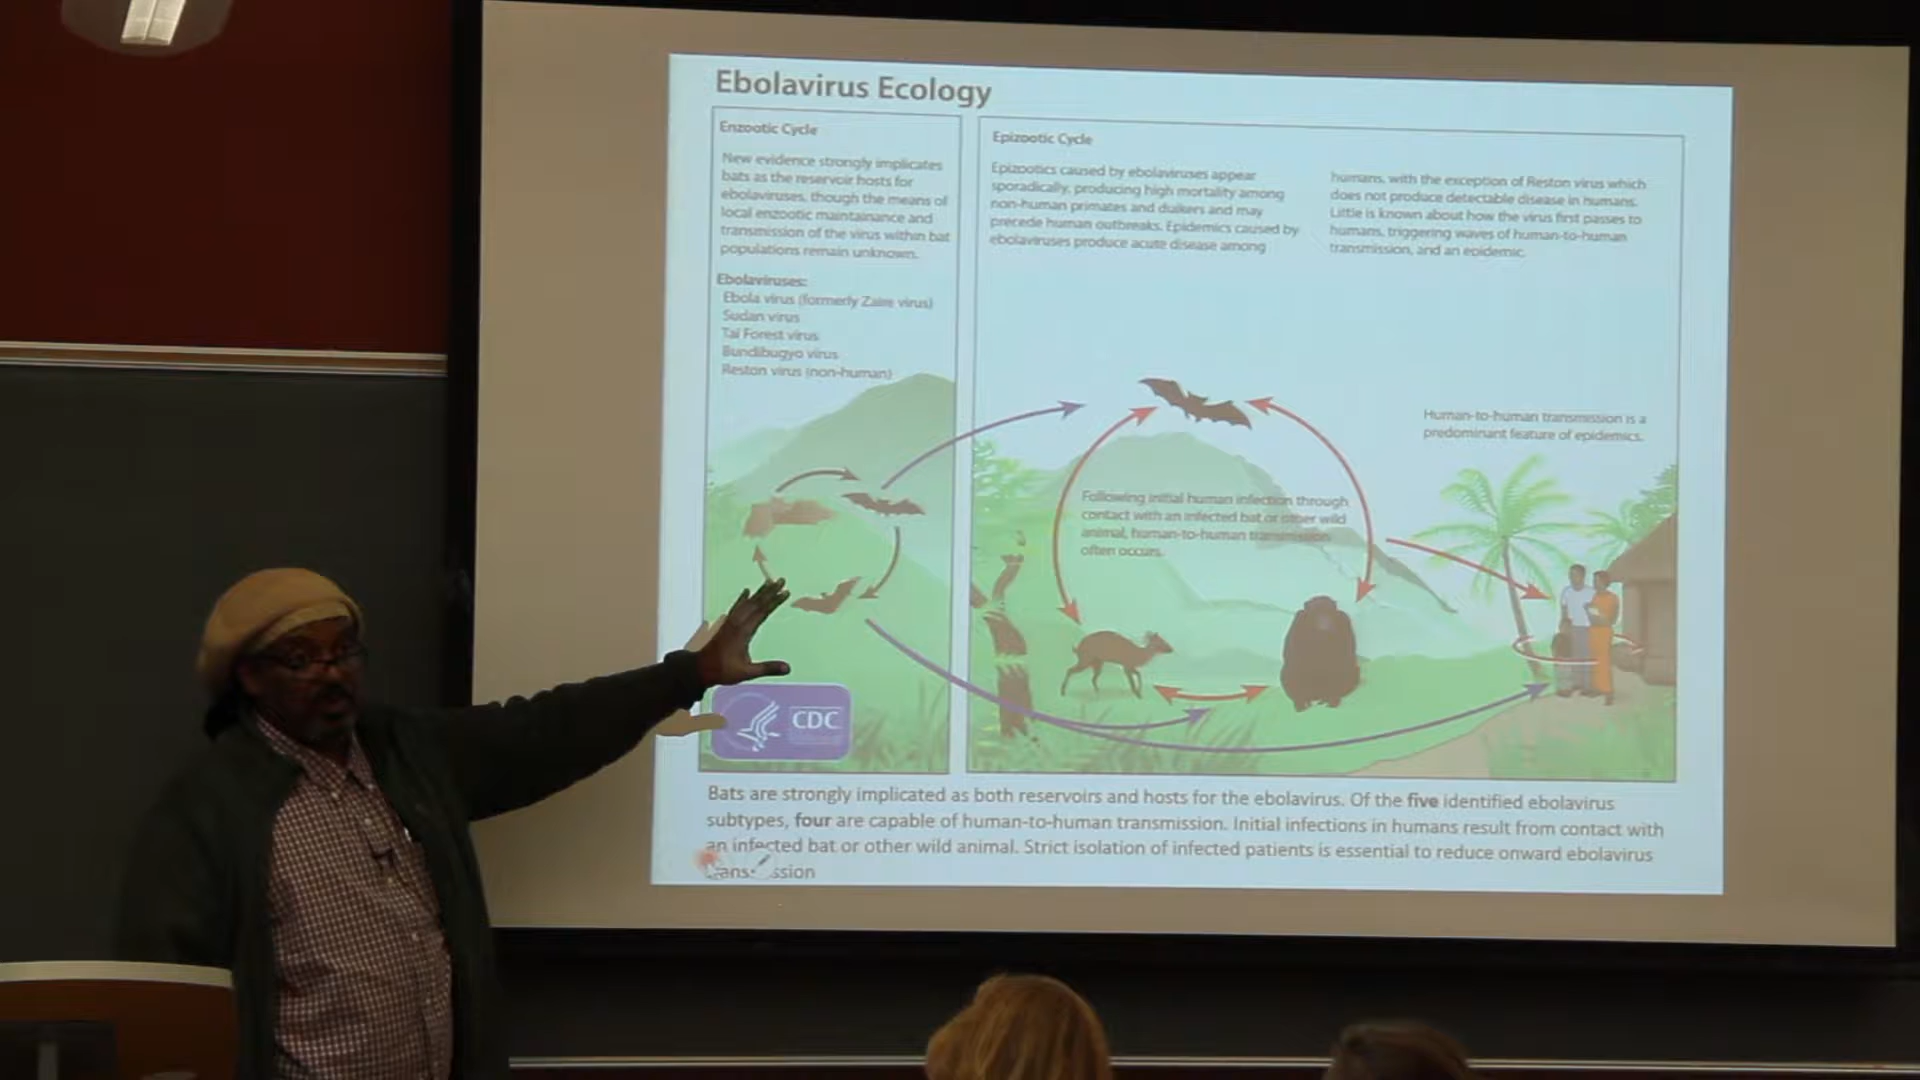 Ebolavirus Ecology
Enzootic Cycle
New evidence strongly implicates
bats as the reservoir hosts for
ebolaviruses, though the means of
local enzootic maintainance and
transmission of the virus within bat
populations remain unknown.
Ebolaviruses:
Ebola virus (formerly Zaire virus)
Sudan virus
Taï Forest virus
Bundibugyo virus
Reston virus (non-human)
Epizootic Cycle
Epizootics caused by ebolaviruses appear
sporadically, producing high mortality among
non-human primates and duikers and may
precede human outbreaks. Epidemics caused by
ebolaviruses produce acute disease among
humans, with the exception of Reston virus which
does not produce detectable disease in humans.
Little is known about how the virus first passes to
humans, triggering waves of human-to-human
transmission, and an epidemic.
Human-to-human transmission is a
predominant feature of epidemics.
Following initial human infection through
contact with an infected bat or other wild
animal, human-to-human transmission
often occurs.
CDC
Bats are strongly implicated as both reservoirs and hosts for the ebolavirus. Of the five identified ebolavirus
subtypes, four are capable of human-to-human transmission. Initial infections in humans result from contact with
an infected bat or other wild animal. Strict isolation of infected patients is essential to reduce onward ebolavirus